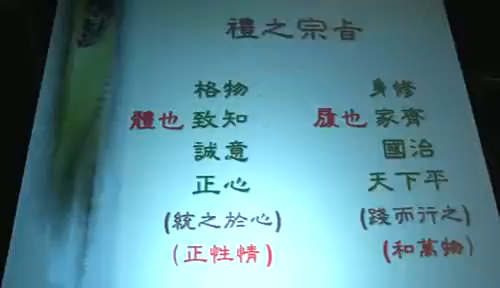 禮之宗旨
格物 身修
體也 致知 履也 家齊
誠意 國治
正心 天下平
(統之於心) (踐而行之)
(正性情) (和萬物)